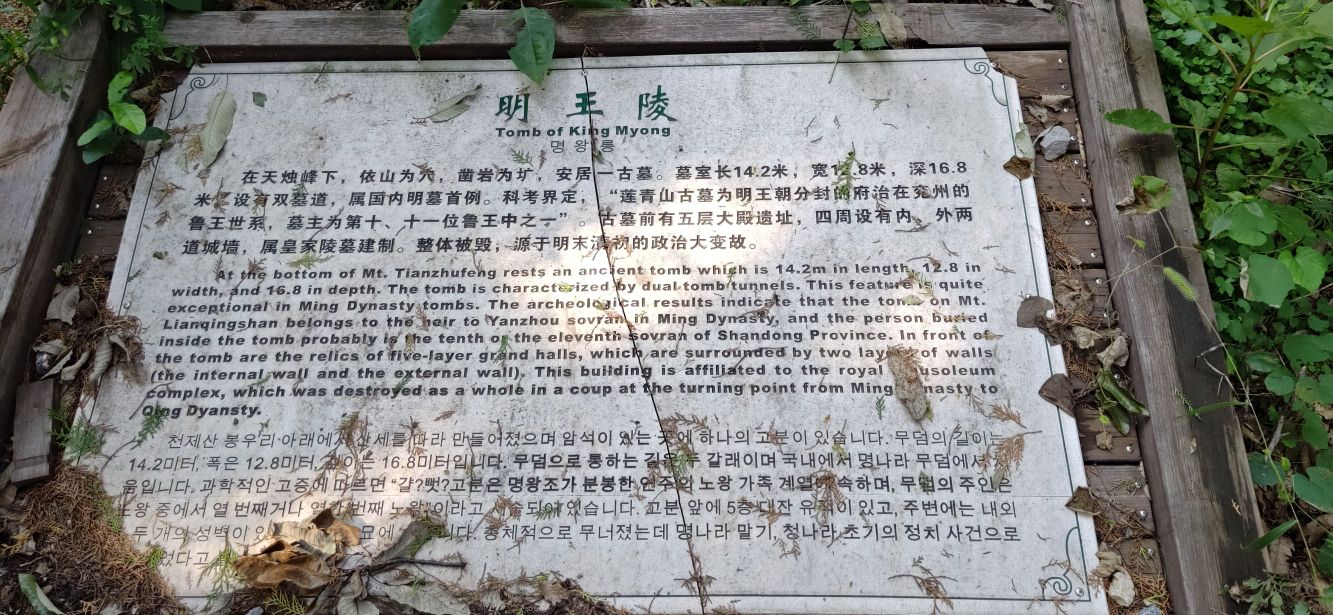 明王陵
Tomb of King Myong
명왕릉
在天烛峰下，依山为穴，凿岩为圹，安居一古墓。墓室长14.2米，宽12.8米，深16.8
米。设有双墓道，属国内明墓首例。科考界定，“莲青山古墓为明王朝分封的府治在兖州的
鲁王世系，墓主为第十、十一位鲁王中之一”。古墓前有五层大殿遗址，四周设有内、外两
道城墙，属皇家陵墓建制。整体被毁，源于明末清初的政治大变故。
At the bottom of Mt. Tianzhufeng rests an ancient tomb which is 14.2m in length, 12.8 in
width, and 16.8 in depth. The tomb is characterized by dual tomb tunnels. This feature is quite
exceptional in Ming Dynasty tombs. The archeological results indicate that the tomb on Mt.
Lianqingshan belongs to the heir to Yanzhou sovran in Ming Dynasty, and the person buried
inside the tomb probably is the tenth or the eleventh sovran of Shandong Province. In front of
the tomb are the relics of five-layer grand halls, which are surrounded by two layers of walls
(the internal wall and the external wall). This building is affiliated to the royal mausoleum
complex, which was destroyed as a whole in a coup at the turning point from Ming Dynasty to
Qing Dyansty.
천제산 봉우리 아래에서 산세를 따라 만들어졌으며 암석이 있는 곳에 하나의 고분이 있습니다. 무덤의 길이는
14.2미터, 폭은 12.8미터, 깊이는 16.8미터입니다. 무덤으로 통하는 길은 두 갈래이며 국내에서 명나라 무덤에서
음입니다. 과학적인 고증에 따르면 “갈?뻣?고분은 명왕조가 분봉한 연주의 노왕 가족 계열에 속하며, 무덤의 주인은
노왕 중에서 열 번째거나 열한 번째 노왕”이라고 서술되어 있습니다. 고분 앞에 5층 대잔 유적이 있고, 주변에는 내외
두 개의 성벽이 묘에 니다. 총체적으로 무너졌는데 명나라 말기, 청나라 초기의 정치 사건으로
었다고